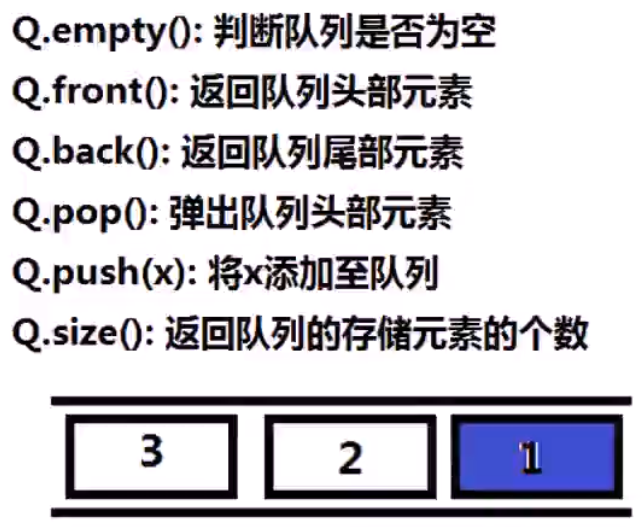 Q.empty(): 判断队列是否为空
Q.front(): 返回队列头部元素
Q.back(): 返回队列尾部元素
Q.pop(): 弹出队列头部元素
Q.push(x): 将x添加至队列
Q.size(): 返回队列的存储元素的个数
3 2 1